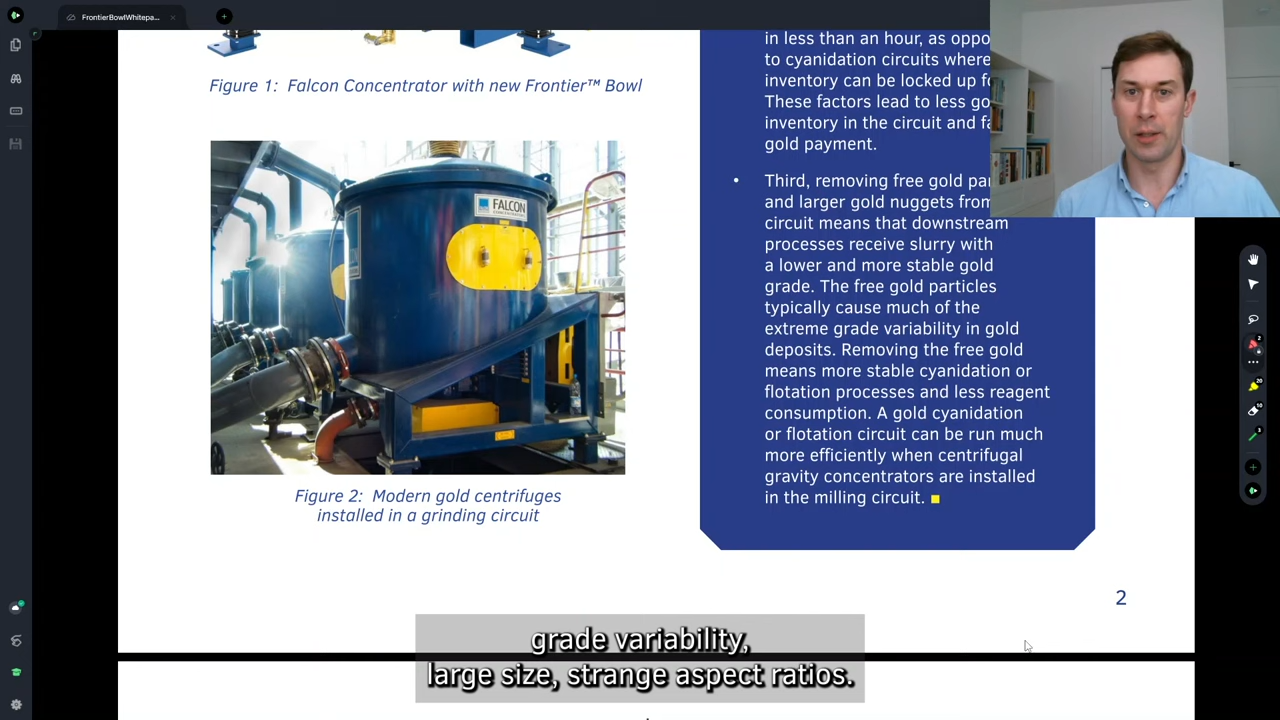 FrontierBowlWhitepa...
Figure 1: Falcon Concentrator with new Frontier™ Bowl
FALCON
Figure 2: Modern gold centrifuges
installed in a grinding circuit
in less than an hour, as oppo
to cyanidation circuits where
inventory can be locked up fo
These factors lead to less go
inventory in the circuit and fa
gold payment.
• Third, removing free gold par
and larger gold nuggets from
circuit means that downstream
processes receive slurry with
a lower and more stable gold
grade. The free gold particles
typically cause much of the
extreme grade variability in gold
deposits. Removing the free gold
means more stable cyanidation or
flotation processes and less reagent
consumption. A gold cyanidation
or flotation circuit can be run much
more efficiently when centrifugal
gravity concentrators are installed
in the milling circuit.
2
grade variability,
large size, strange aspect ratios.